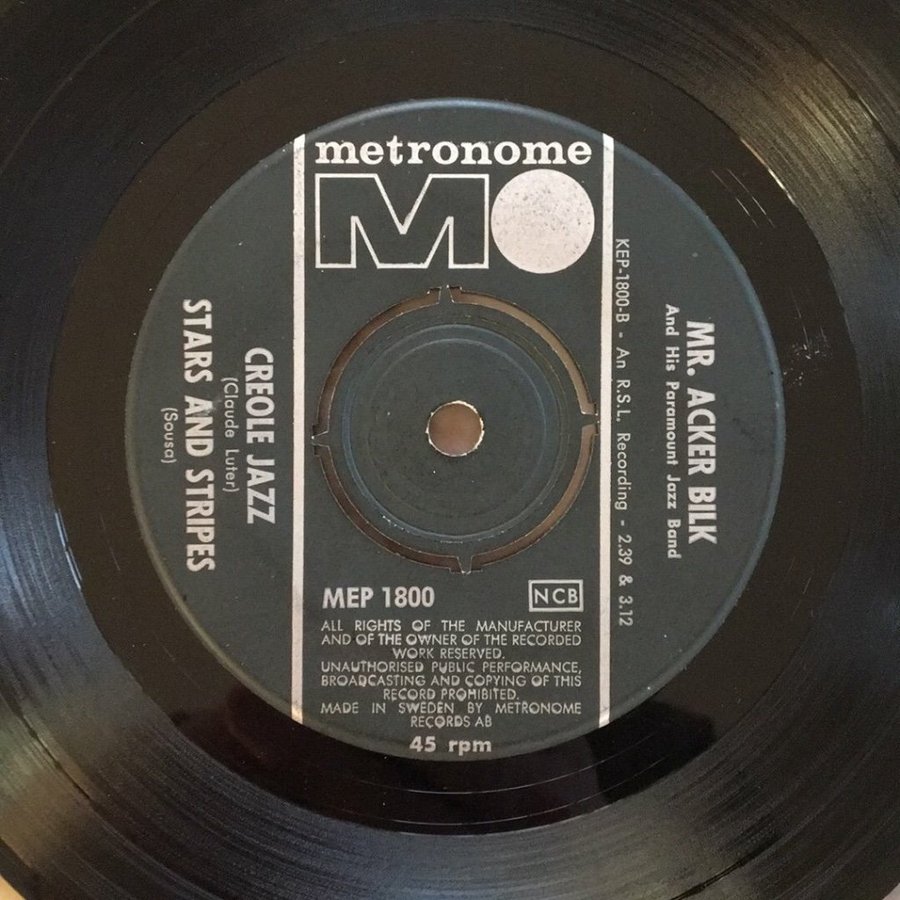 metronome
M
MR. ACKER BILK
And His Paramount Jazz Band
KEP-1800-B - An R.S.L. Recording - 2.39 & 3.12
CREOLE JAZZ
(Claude Luter)
STARS AND STRIPES
(Sousa)
MEP 1800
NCB
ALL RIGHTS OF THE MANUFACTURER
AND OF THE OWNER OF THE RECORDED
WORK RESERVED.
UNAUTHORISED PUBLIC PERFORMANCE,
BROADCASTING AND COPYING OF THIS
RECORD PROHIBITED.
MADE IN SWEDEN BY METRONOME
RECORDS AB
45 rpm